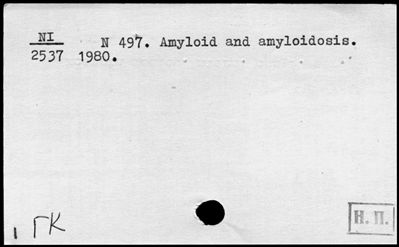 NI N 497. Amyloid and amyloidosis.
2537 1980.
ГК
Н. П.